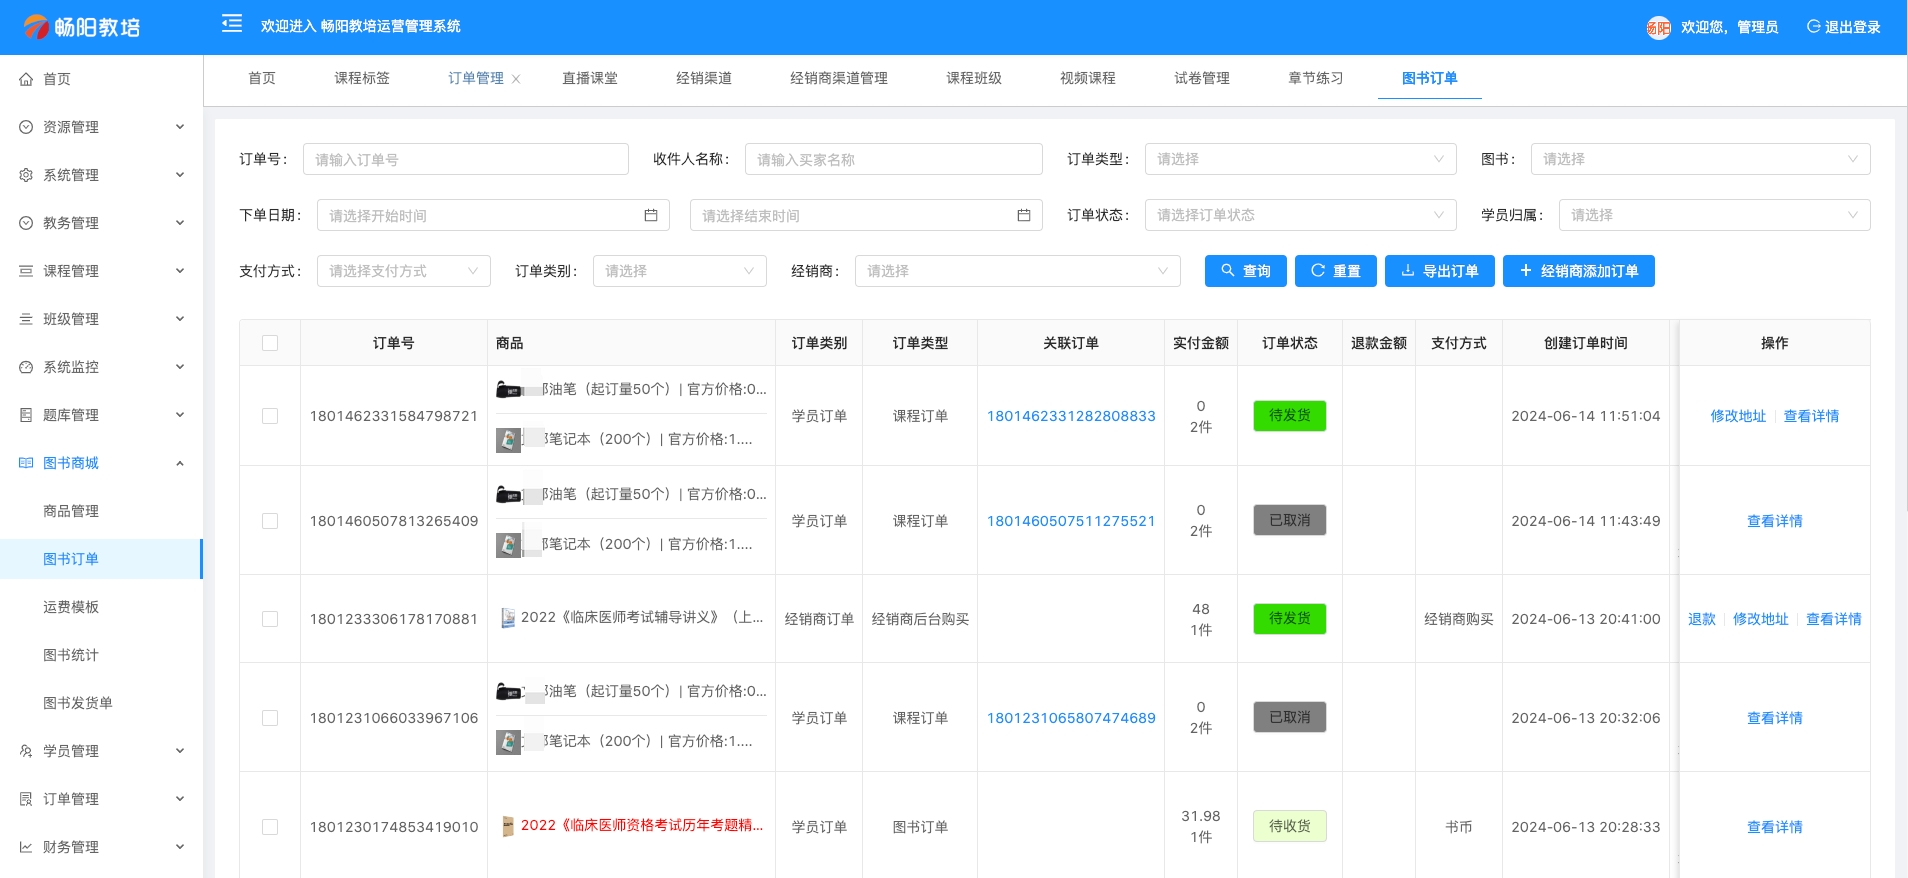 畅阳教培
欢迎进入 畅阳教培运营管理系统
畅阳
欢迎您，管理员
退出登录
首页 课程标签 订单管理 直播课堂 经销渠道 经销商渠道管理 课程班级 视频课程 试卷管理 章节练习 图书订单
首页
资源管理
系统管理
教务管理
课程管理
班级管理
系统监控
题库管理
图书商城
商品管理
图书订单
运费模板
图书统计
图书发货单
学员管理
订单管理
财务管理
订单号： 请输入订单号 收件人名称： 请输入买家名称 订单类型： 请选择 图书： 请选择
下单日期： 请选择开始时间 请选择结束时间 订单状态： 请选择订单状态 学员归属： 请选择
支付方式： 请选择支付方式 订单类别： 请选择 经销商： 请选择 查询 重置 导出订单 + 经销商添加订单
订单号 商品 订单类别 订单类型 关联订单 实付金额 订单状态 退款金额 支付方式 创建订单时间 操作
油笔（起订量50个）| 官方价格:0...
1801462331584798721 学员订单 课程订单 1801462331282808833 0 待发货 2024-06-14 11:51:04 修改地址 查看详情
2件
笔记本（200个）| 官方价格:1....
油笔（起订量50个）| 官方价格:0...
1801460507813265409 学员订单 课程订单 1801460507511275521 0 已取消 2024-06-14 11:43:49 查看详情
2件
笔记本（200个）| 官方价格:1....
1801233306178170881 2022《临床医师考试辅导讲义》（上... 经销商订单 经销商后台购买 48 待发货 经销商购买 2024-06-13 20:41:00 退款 修改地址 查看详情
1件
油笔（起订量50个）| 官方价格:0...
1801231066033967106 学员订单 课程订单 1801231065807474689 0 已取消 2024-06-13 20:32:06 查看详情
2件
笔记本（200个）| 官方价格:1....
1801230174853419010 2022《临床医师资格考试历年考题精... 学员订单 图书订单 31.98 待收货 书币 2024-06-13 20:28:33 查看详情
1件